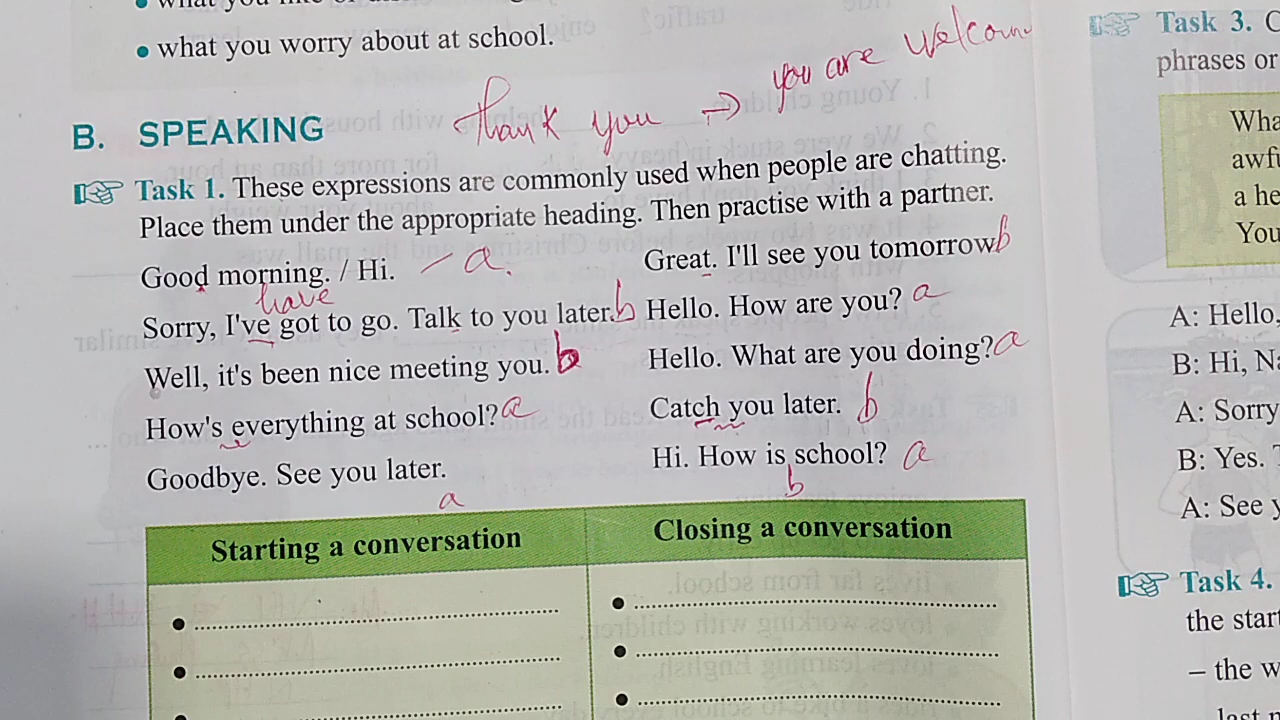 what you worry about at school.
Thank you → you are welcome
B. SPEAKING
Task 1. These expressions are commonly used when people are chatting.
Place them under the appropriate heading. Then practise with a partner.
Good morning. / Hi. – a.
have
Sorry, I've got to go. Talk to you later. b
Well, it's been nice meeting you. b
How's everything at school? a
Goodbye. See you later.
Great. I'll see you tomorrow. b
Hello. How are you? a
Hello. What are you doing? a
Catch you later. b
Hi. How is school? a
a
Starting a conversation
b
Closing a conversation
Task 3.
phrases or
a he
You
A: Hello.
B: Hi,
A: Sorry
B: Yes.
A: See
Task 4.
the start
– the